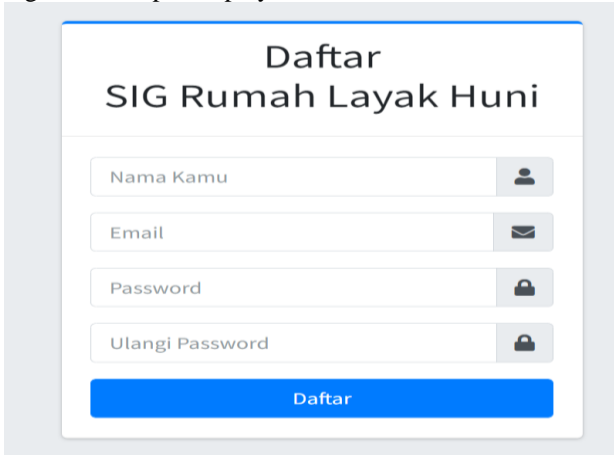 Daftar
SIG Rumah Layak Huni
Nama Kamu
Email
Password
Ulangi Password
Daftar